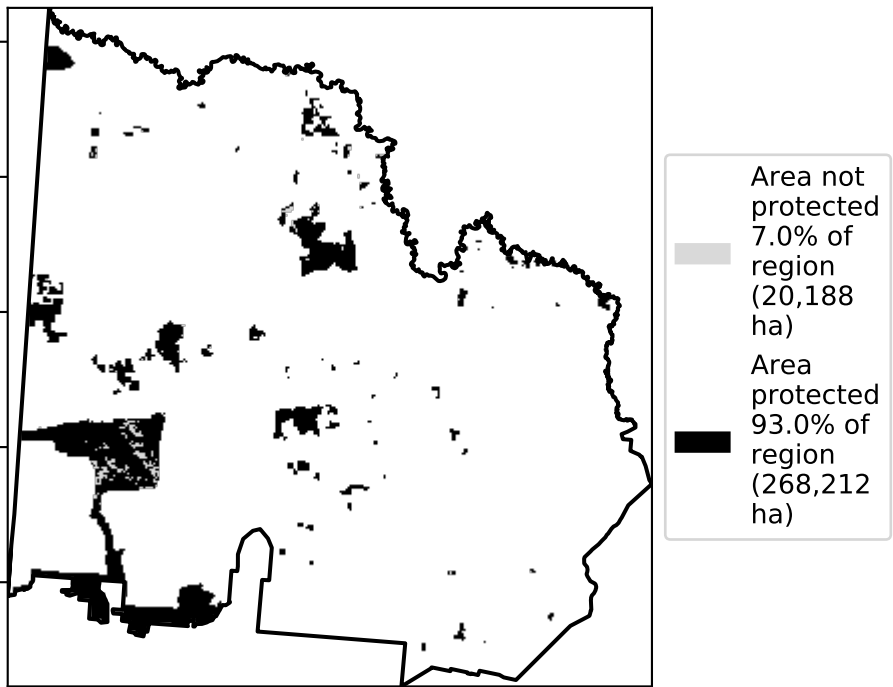 Area not
protected
7.0% of
region
(20,188
ha)
Area
protected
93.0% of
region
(268,212
ha)